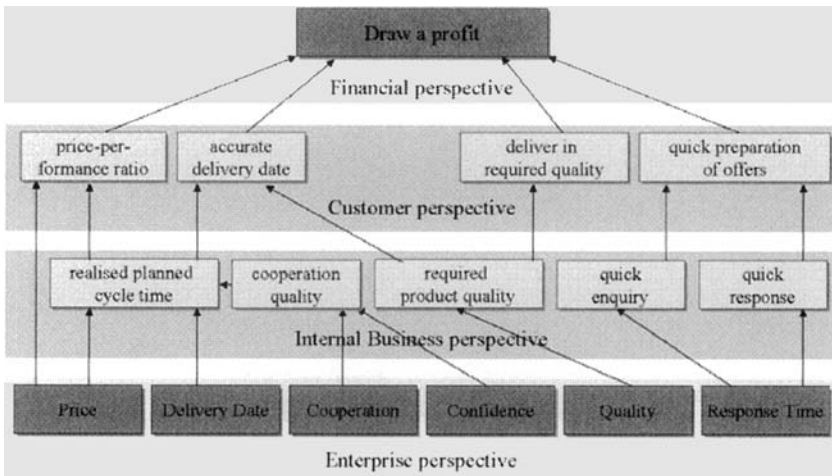 Draw a profit
Financial perspective
price-per-
formance ratio
accurate
delivery date
deliver in
required quality
quick preparation
of offers
Customer perspective
realised planned
cycle time
cooperation
quality
required
product quality
quick
enquiry
quick
response
Internal Business perspective
Price
Delivery Date
Cooperation
Confidence
Quality
Response Time
Enterprise perspective